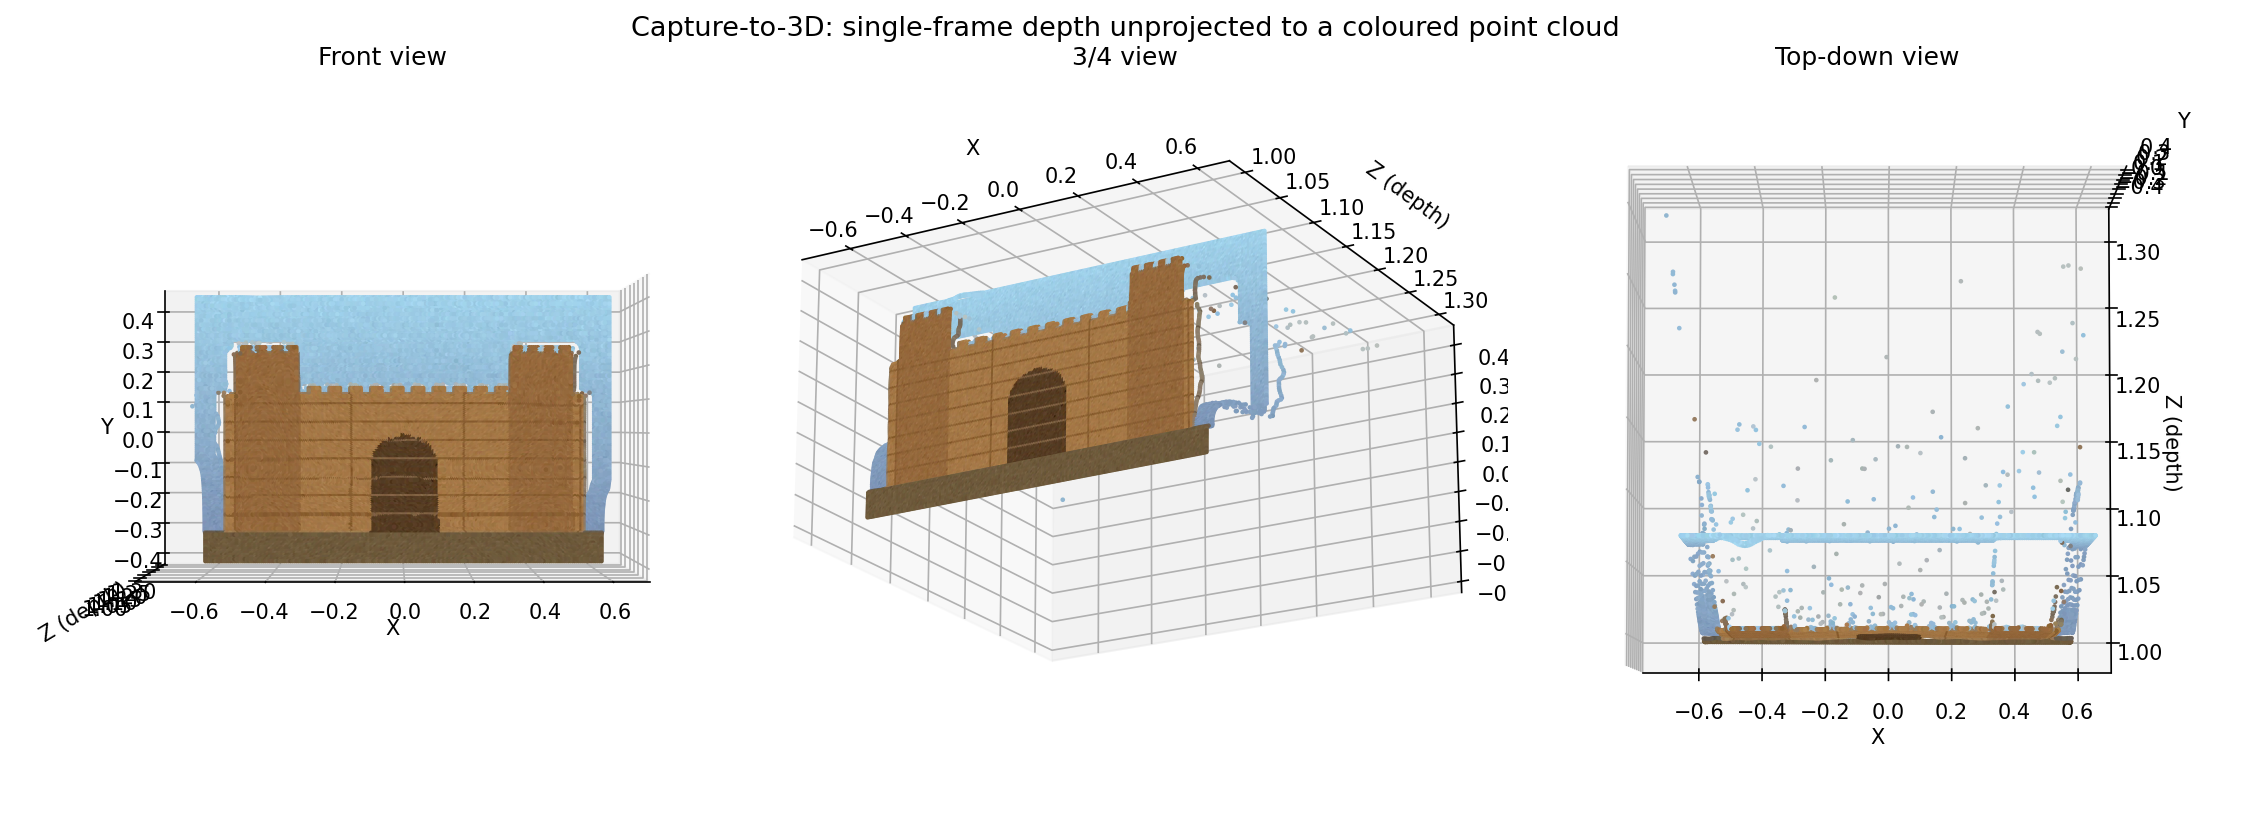 Capture-to-3D: single-frame depth unprojected to a coloured point cloud
Front view
3/4 view
Top-down view
0.4
0.3
0.2
0.1
0.0
−0.1
−0.2
−0.3
−0.4
Y
Z
−0.6 −0.4 −0.2 0.0 0.2 0.4 0.6
X
X
−0.6 −0.4 −0.2 0.0 0.2 0.4 0.6
Z (depth)
1.00
1.05
1.10
1.15
1.20
1.25
1.30
0.4
0.3
0.2
0.1
0.0
Y
0.4
1.30
1.25
1.20
1.15
1.10
1.05
1.00
Z (depth)
−0.6 −0.4 −0.2 0.0 0.2 0.4 0.6
X